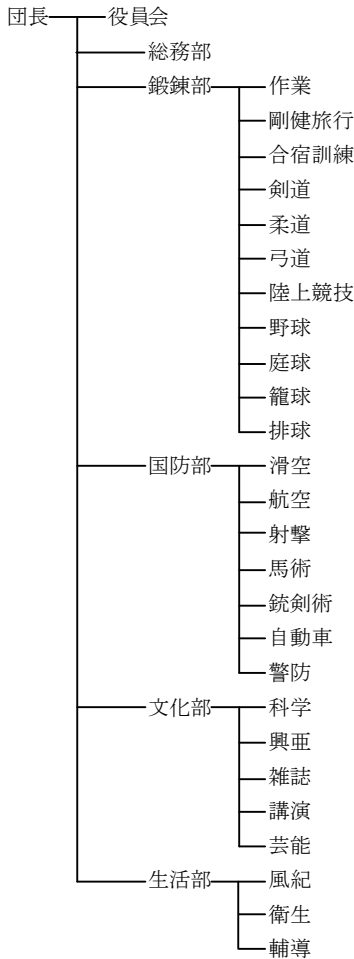 団長 役員会
総務部
鍛錬部 作業
剛健旅行
合宿訓練
剣道
柔道
弓道
陸上競技
野球
庭球
籠球
排球
国防部 滑空
航空
射撃
馬術
銃剣術
自動車
警防
文化部 科学
興亜
雑誌
講演
芸能
生活部 風紀
衛生
輔導